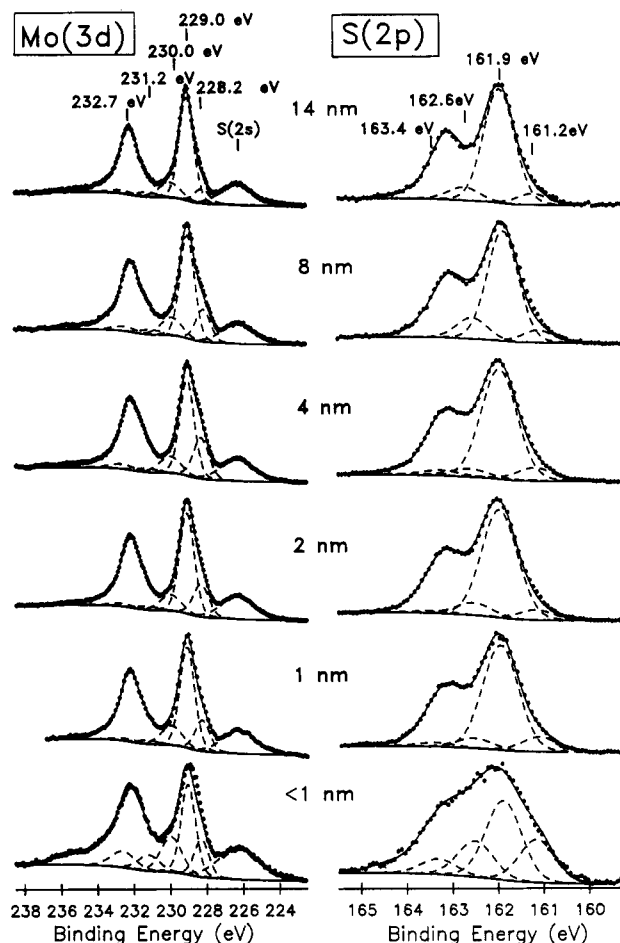 Mo(3d)
229.0 eV
230.0 eV
231.2 eV
228.2 eV
232.7 eV
S(2s)
S(2p)
161.9 eV
162.6eV
163.4 eV
161.2eV
14 nm
8 nm
4 nm
2 nm
1 nm
<1 nm
238 236 234 232 230 228 226 224
Binding Energy (eV)
165 164 163 162 161 160
Binding Energy (eV)